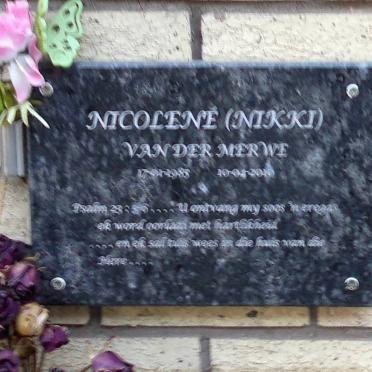 NICOLENE (NIKKI)
VAN DER MERWE
17-01-1985 10-04-2010
Psalm 23 : 5-6 . . . . U ontvang my soos 'n eregas
ek word oorlaai met hartlikheid
. . . . en ek sal tuis wees in die huis van die
Here . . . .